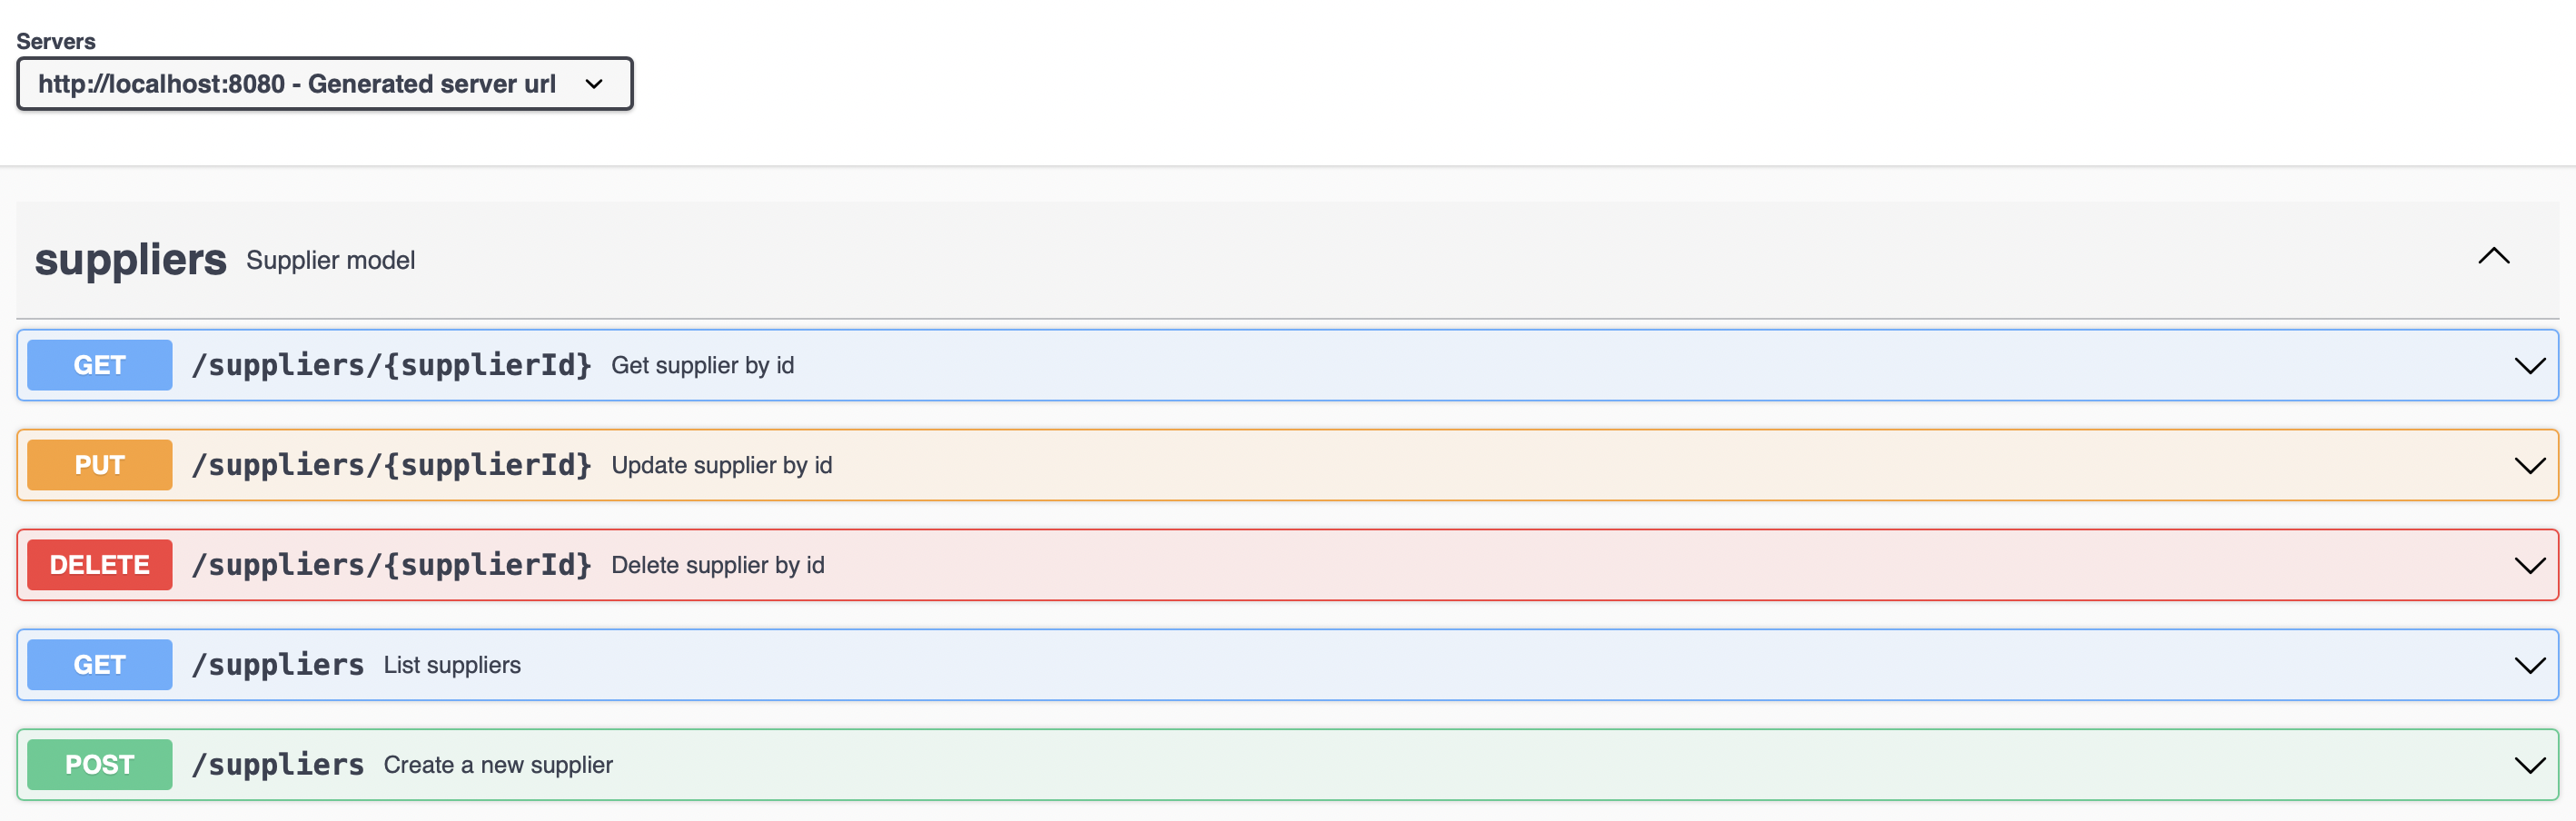 Servers
http://localhost:8080 - Generated server url
suppliers Supplier model
GET /suppliers/{supplierId} Get supplier by id
PUT /suppliers/{supplierId} Update supplier by id
DELETE /suppliers/{supplierId} Delete supplier by id
GET /suppliers List suppliers
POST /suppliers Create a new supplier